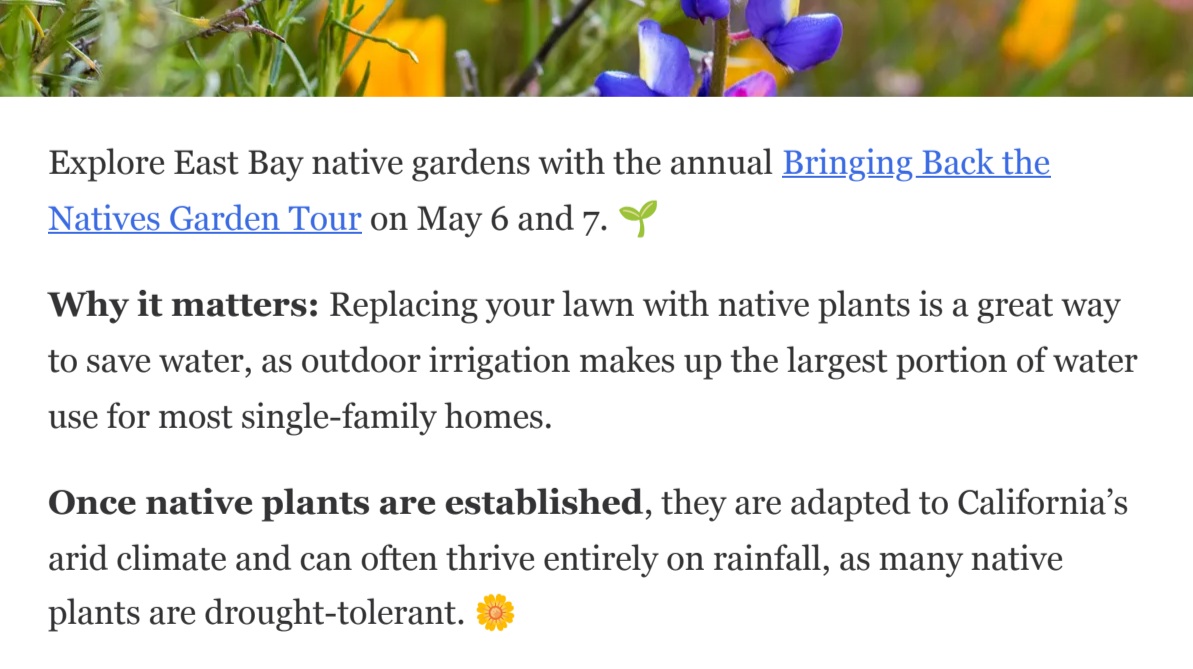 Explore East Bay native gardens with the annual Bringing Back the
Natives Garden Tour on May 6 and 7. 🌱
Why it matters: Replacing your lawn with native plants is a great way
to save water, as outdoor irrigation makes up the largest portion of water
use for most single-family homes.
Once native plants are established, they are adapted to California’s
arid climate and can often thrive entirely on rainfall, as many native
plants are drought-tolerant. 🌼